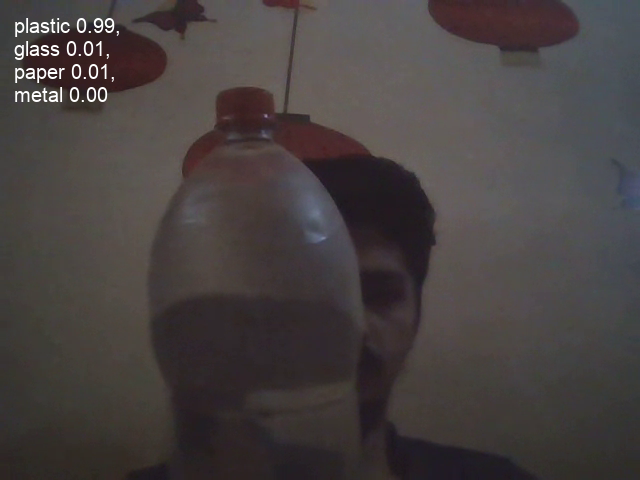 plastic 0.99,
glass 0.01,
paper 0.01,
metal 0.00